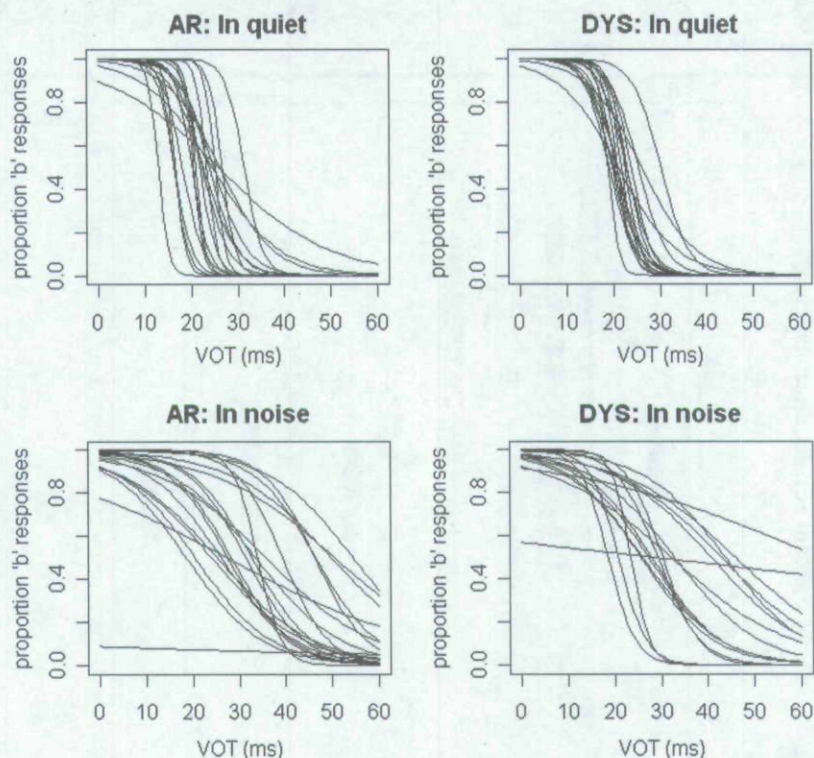 AR: In quiet
proportion 'b' responses
0.0 0.4 0.8
0 10 20 30 40 50 60
VOT (ms)
DYS: In quiet
proportion 'b' responses
0.0 0.4 0.8
0 10 20 30 40 50 60
VOT (ms)
AR: In noise
proportion 'b' responses
0.0 0.4 0.8
0 10 20 30 40 50 60
VOT (ms)
DYS: In noise
proportion 'b' responses
0.0 0.4 0.8
0 10 20 30 40 50 60
VOT (ms)